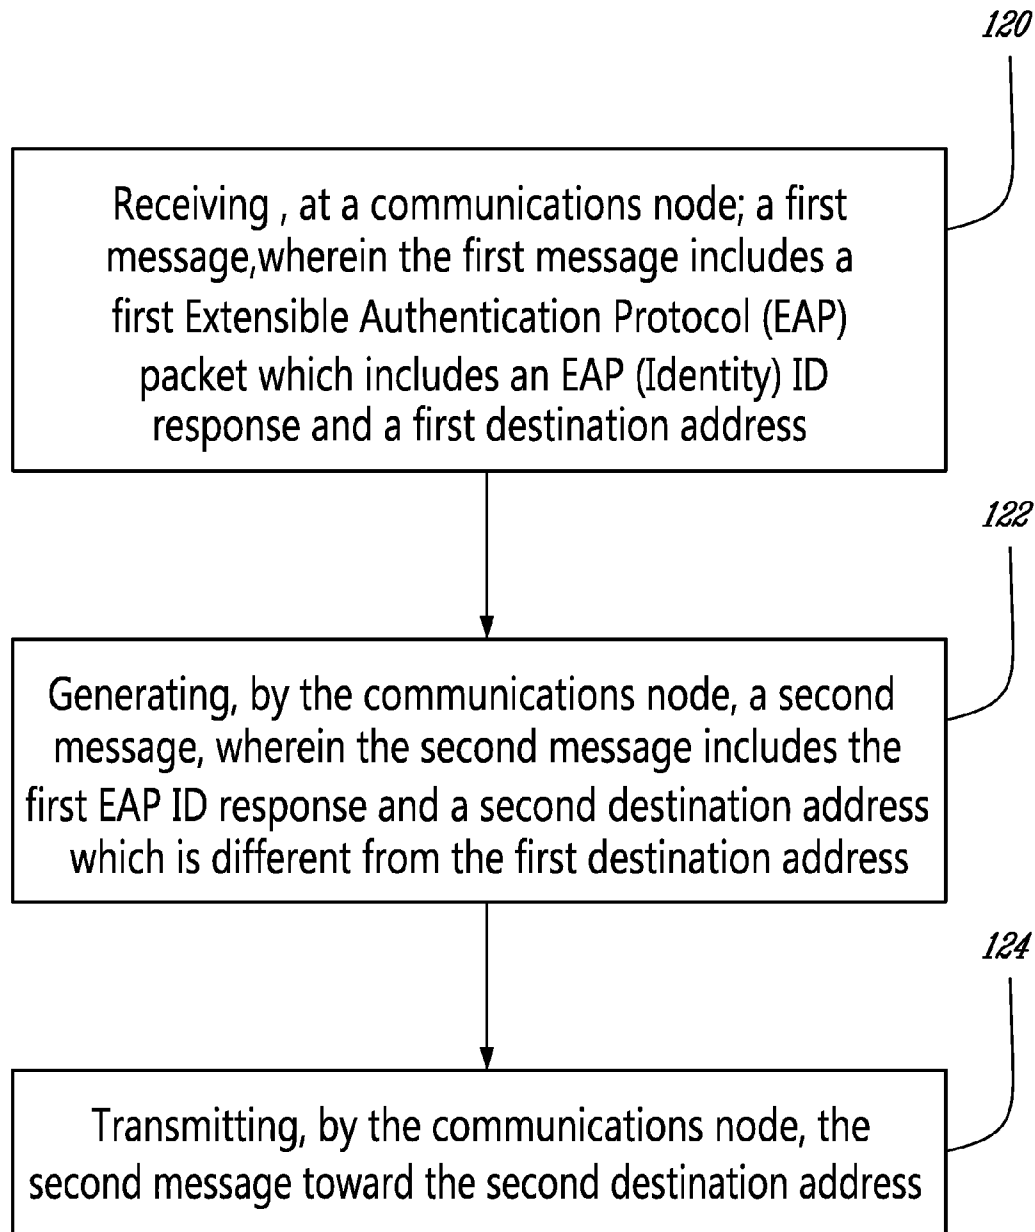 120
Receiving , at a communications node; a first
message,wherein the first message includes a
first Extensible Authentication Protocol (EAP)
packet which includes an EAP (Identity) ID
response and a first destination address
122
Generating, by the communications node, a second
message, wherein the second message includes the
first EAP ID response and a second destination address
which is different from the first destination address
124
Transmitting, by the communications node, the
second message toward the second destination address